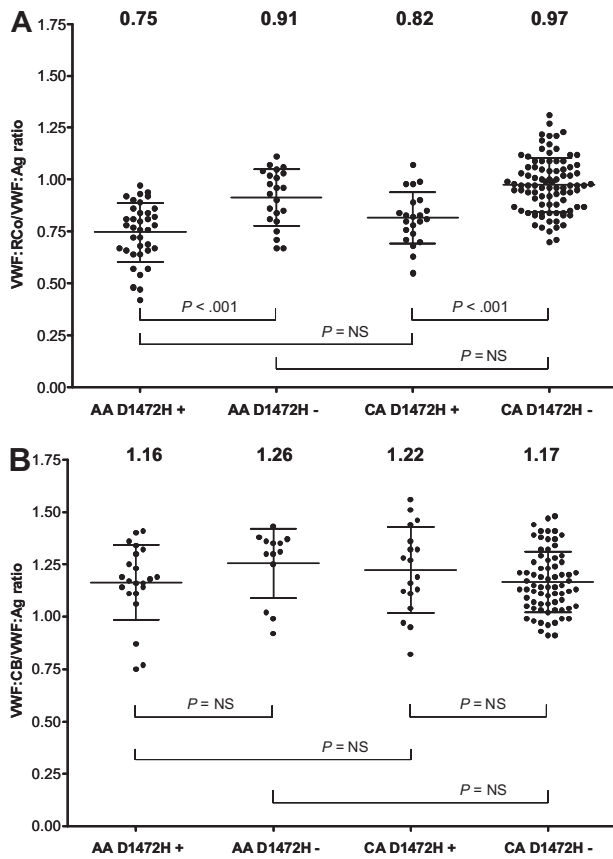 A
0.75 0.91 0.82 0.97
1.75
1.50
1.25
1.00
0.75
0.50
0.25
0.00
VWF:RCo/VWF:Ag ratio
P < .001 P < .001
P = NS
P = NS
AA D1472H + AA D1472H - CA D1472H + CA D1472H -
B
1.16 1.26 1.22 1.17
1.75
1.50
1.25
1.00
0.75
0.50
0.25
0.00
VWF:CB/VWF:Ag ratio
P = NS P = NS
P = NS
P = NS
AA D1472H + AA D1472H - CA D1472H + CA D1472H -